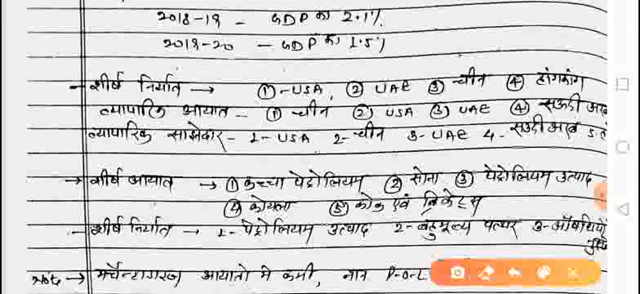 2018-19 - GDP का 2.1%
2019-20 - GDP का 1.5%
- शीर्ष निर्यात → ① -USA, ② UAE ③ चीन ④ हांगकांग
व्यापारिक आयात - ① चीन ② USA ③ UAE ④ सऊदी अरब
व्यापारिक साझेदार - 1- USA 2- चीन 3- UAE 4- सऊदी अरब
→ शीर्ष आयात → ① कच्चा पेट्रोलियम ② सोना ③ पेट्रोलियम उत्पाद
④ कोयला ⑤ कोक एवं ब्रिकेट्स
- शीर्ष निर्यात → 1- पेट्रोलियम उत्पाद 2- बहुमूल्य पत्थर 3- औषधियों
Note → मर्चेन्डाइज आयातो मे कमी, नान P-O-L